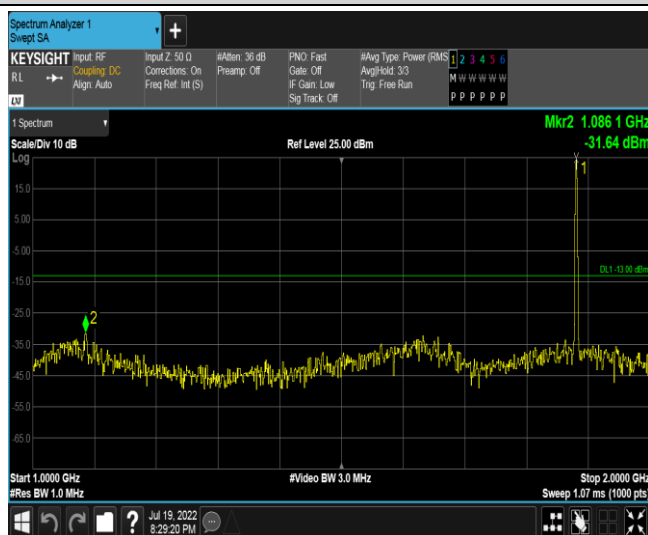 Spectrum Analyzer 1
Swept SA
KEYSIGHT
RL
Input: RF
Coupling: DC
Align: Auto
Input Z: 50 Ω
Corrections: On
Freq Ref: Int (S)
#Atten: 36 dB
Preamp: Off
PNO: Fast
Gate: Off
IF Gain: Low
Sig Track: Off
#Avg Type: Power (RMS
Avg|Hold: 3/3
Trig: Free Run
1 2 3 4 5 6
M W W W W W
P P P P P P
LXI
1 Spectrum
Scale/Div 10 dB
Ref Level 25.00 dBm
Mkr2 1.086 1 GHz
-31.64 dBm
Log
15.0
5.00
-5.00
-15.0
-25.0
-35.0
-45.0
-55.0
-65.0
1
2
DL1 -13.00 dBm
Start 1.0000 GHz
#Res BW 1.0 MHz
#Video BW 3.0 MHz
Stop 2.0000 GHz
Sweep 1.07 ms (1000 pts)
Jul 19, 2022
8:29:20 PM